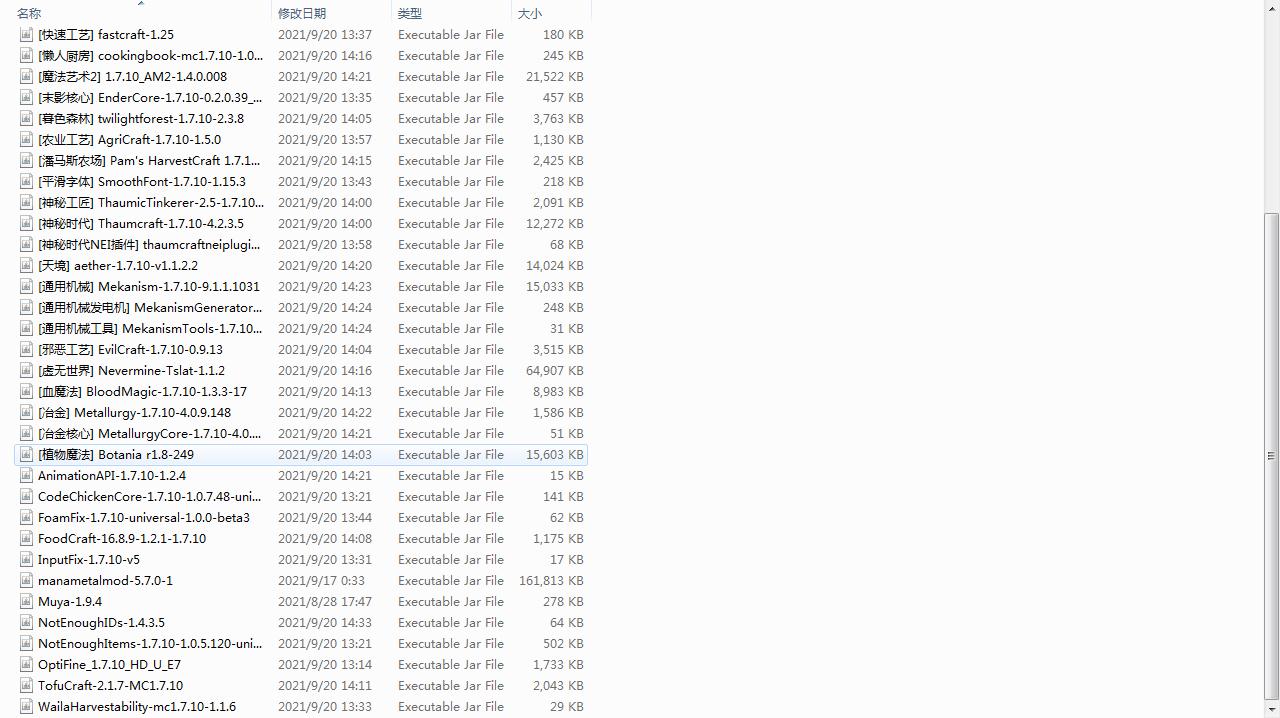 名称 修改日期 类型 大小
[快速工艺] fastcraft-1.25 2021/9/20 13:37 Executable Jar File 180 KB
[懒人厨房] cookingbook-mc1.7.10-1.0... 2021/9/20 14:16 Executable Jar File 245 KB
[魔法艺术2] 1.7.10_AM2-1.4.0.008 2021/9/20 14:21 Executable Jar File 21,522 KB
[末影核心] EnderCore-1.7.10-0.2.0.39_... 2021/9/20 13:35 Executable Jar File 457 KB
[暮色森林] twilightforest-1.7.10-2.3.8 2021/9/20 14:05 Executable Jar File 3,763 KB
[农业工艺] AgriCraft-1.7.10-1.5.0 2021/9/20 13:57 Executable Jar File 1,130 KB
[潘马斯农场] Pam's HarvestCraft 1.7.1... 2021/9/20 14:15 Executable Jar File 2,425 KB
[平滑字体] SmoothFont-1.7.10-1.15.3 2021/9/20 13:43 Executable Jar File 218 KB
[神秘工匠] ThaumicTinkerer-2.5-1.7.10... 2021/9/20 14:00 Executable Jar File 2,091 KB
[神秘时代] Thaumcraft-1.7.10-4.2.3.5 2021/9/20 14:00 Executable Jar File 12,272 KB
[神秘时代NEI插件] thaumcraftneiplugi... 2021/9/20 13:58 Executable Jar File 68 KB
[天境] aether-1.7.10-v1.1.2.2 2021/9/20 14:20 Executable Jar File 14,024 KB
[通用机械] Mekanism-1.7.10-9.1.1.1031 2021/9/20 14:23 Executable Jar File 15,033 KB
[通用机械发电机] MekanismGenerator... 2021/9/20 14:24 Executable Jar File 248 KB
[通用机械工具] MekanismTools-1.7.10... 2021/9/20 14:24 Executable Jar File 31 KB
[邪恶工艺] EvilCraft-1.7.10-0.9.13 2021/9/20 14:04 Executable Jar File 3,515 KB
[虚无世界] Nevermine-Tslat-1.1.2 2021/9/20 14:16 Executable Jar File 64,907 KB
[血魔法] BloodMagic-1.7.10-1.3.3-17 2021/9/20 14:13 Executable Jar File 8,983 KB
[冶金] Metallurgy-1.7.10-4.0.9.148 2021/9/20 14:22 Executable Jar File 1,586 KB
[冶金核心] MetallurgyCore-1.7.10-4.0.... 2021/9/20 14:21 Executable Jar File 51 KB
[植物魔法] Botania r1.8-249 2021/9/20 14:03 Executable Jar File 15,603 KB
AnimationAPI-1.7.10-1.2.4 2021/9/20 14:21 Executable Jar File 15 KB
CodeChickenCore-1.7.10-1.0.7.48-uni... 2021/9/20 13:21 Executable Jar File 141 KB
FoamFix-1.7.10-universal-1.0.0-beta3 2021/9/20 13:44 Executable Jar File 62 KB
FoodCraft-16.8.9-1.2.1-1.7.10 2021/9/20 14:08 Executable Jar File 1,175 KB
InputFix-1.7.10-v5 2021/9/20 13:31 Executable Jar File 17 KB
manametalmod-5.7.0-1 2021/9/17 0:33 Executable Jar File 161,813 KB
Muya-1.9.4 2021/8/28 17:47 Executable Jar File 278 KB
NotEnoughIDs-1.4.3.5 2021/9/20 14:33 Executable Jar File 64 KB
NotEnoughItems-1.7.10-1.0.5.120-uni... 2021/9/20 13:21 Executable Jar File 502 KB
OptiFine_1.7.10_HD_U_E7 2021/9/20 13:14 Executable Jar File 1,733 KB
TofuCraft-2.1.7-MC1.7.10 2021/9/20 14:11 Executable Jar File 2,043 KB
WailaHarvestability-mc1.7.10-1.1.6 2021/9/20 13:33 Executable Jar File 29 KB